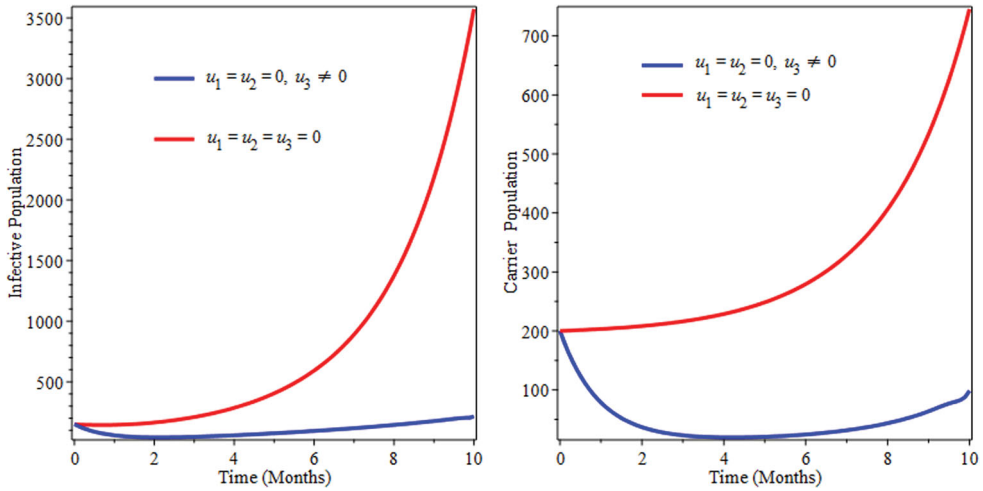 3500
3000
2500
2000
1500
1000
500
Infective Population
u1 = u2 = 0, u3 ≠ 0
u1 = u2 = u3 = 0
0 2 4 6 8 10
Time (Months)
700
600
500
400
300
200
100
Carrier Population
u1 = u2 = 0, u3 ≠ 0
u1 = u2 = u3 = 0
0 2 4 6 8 10
Time (Months)